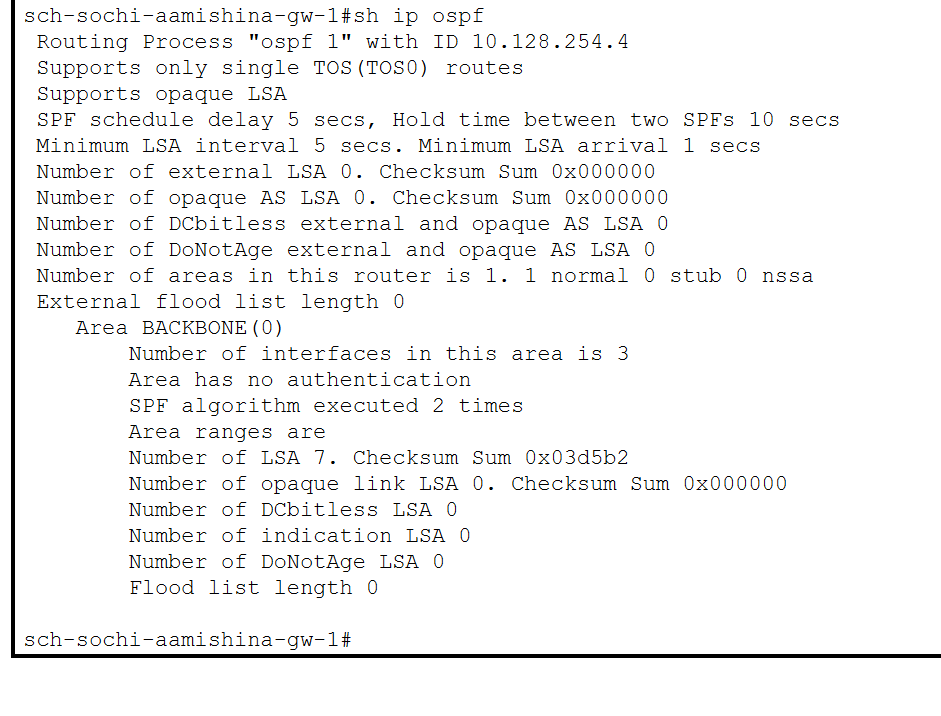 sch-sochi-aamishina-gw-1#sh ip ospf
Routing Process "ospf 1" with ID 10.128.254.4
Supports only single TOS(TOS0) routes
Supports opaque LSA
SPF schedule delay 5 secs, Hold time between two SPFs 10 secs
Minimum LSA interval 5 secs. Minimum LSA arrival 1 secs
Number of external LSA 0. Checksum Sum 0x000000
Number of opaque AS LSA 0. Checksum Sum 0x000000
Number of DCbitless external and opaque AS LSA 0
Number of DoNotAge external and opaque AS LSA 0
Number of areas in this router is 1. 1 normal 0 stub 0 nssa
External flood list length 0
Area BACKBONE(0)
Number of interfaces in this area is 3
Area has no authentication
SPF algorithm executed 2 times
Area ranges are
Number of LSA 7. Checksum Sum 0x03d5b2
Number of opaque link LSA 0. Checksum Sum 0x000000
Number of DCbitless LSA 0
Number of indication LSA 0
Number of DoNotAge LSA 0
Flood list length 0
sch-sochi-aamishina-gw-1#